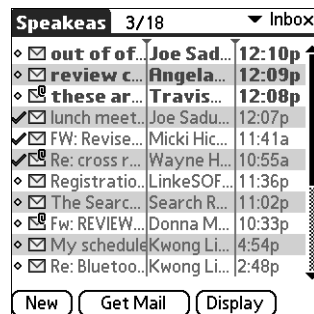 Speakeas 3/18 Inbox
out of of... Joe Sad... 12:10p
review c... Angela... 12:09p
these ar... Travis... 12:08p
lunch meet... Joe Sadu... 12:07p
FW: Revise... Micki Hic... 11:41a
Re: cross r... Wayne H... 10:55a
Registratio... LinkeSOF... 11:36p
The Searc... Search R... 11:02p
Fw: REVIEW... Donna M... 10:33p
My schedule Kwong Li... 4:54p
Re: Bluetoo... Kwong Li... 2:48p
New Get Mail Display